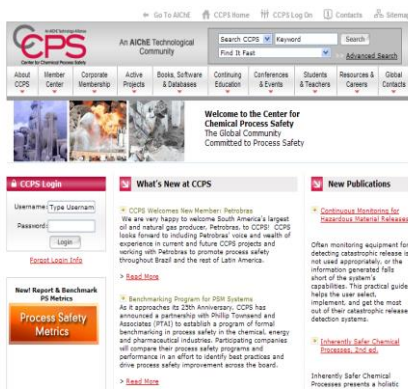 Go To AIChE CCPS Home CCPS Log On Contacts Sitemap
CCPS
Center for Chemical Process Safety
An AIChE Technological
Community
Search CCPS Keyword Search
Find It Fast Advanced Search
About CCPS
Member Center
Corporate Membership
Active Projects
Books, Software & Databases
Continuing Education
Conferences & Events
Students & Teachers
Resources & Careers
Global Contacts
Welcome to the Center for
Chemical Process Safety
The Global Community
Committed to Process Safety
CCPS Login
Username: Type Usernam
Password:
Login
Forgot Login Info
New! Report & Benchmark
PS Metrics
Process Safety
Metrics
What's New at CCPS
CCPS Welcomes New Member: Petrobras
We are very happy to welcome South America's largest
oil and natural gas producer, Petrobras, to CCPS! CCPS
looks forward to including Petrobras' voice and wealth of
experience in current and future CCPS projects and
working with Petrobras to promote process safety
throughout Brazil and the rest of Latin America.
> Read More
Benchmarking Program for PSM Systems
As it approaches its 25th Anniversary, CCPS has
announced a partnership with Phillip Townsend and
Associates (PTAI) to establish a program of formal
benchmarking in process safety in the chemical, energy
and pharmaceutical industries. Participating companies
will compare their process safety programs and
performance in an effort to identify best practices and
drive process safety improvement across the board.
> Read More
New Publications
Continuous Monitoring for
Hazardous Material Releases
Often monitoring equipment for
detecting catastrophic release is
not used appropriately, or the
information generated falls
short of the system's
capabilities. This practical guide
helps the user select,
implement, and get the most
out of their catastrophic release
detection systems.
Inherently Safer Chemical
Processes, 2nd ed.
Inherently Safer Chemical
Processes presents a holistic